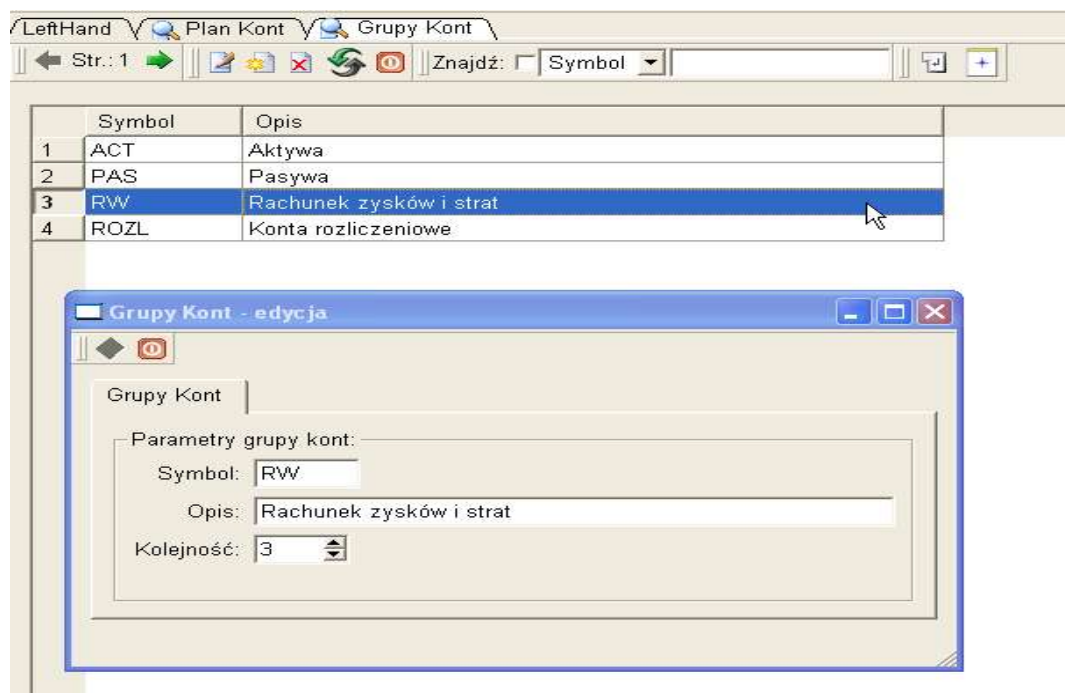 LeftHand Plan Kont Grupy Kont
Str.: 1 Znajdź: Symbol
Symbol Opis
1 ACT Aktywa
2 PAS Pasywa
3 RW Rachunek zysków i strat
4 ROZL Konta rozliczeniowe
Grupy Kont - edycja
Grupy Kont
Parametry grupy kont:
Symbol: RW
Opis: Rachunek zysków i strat
Kolejność: 3